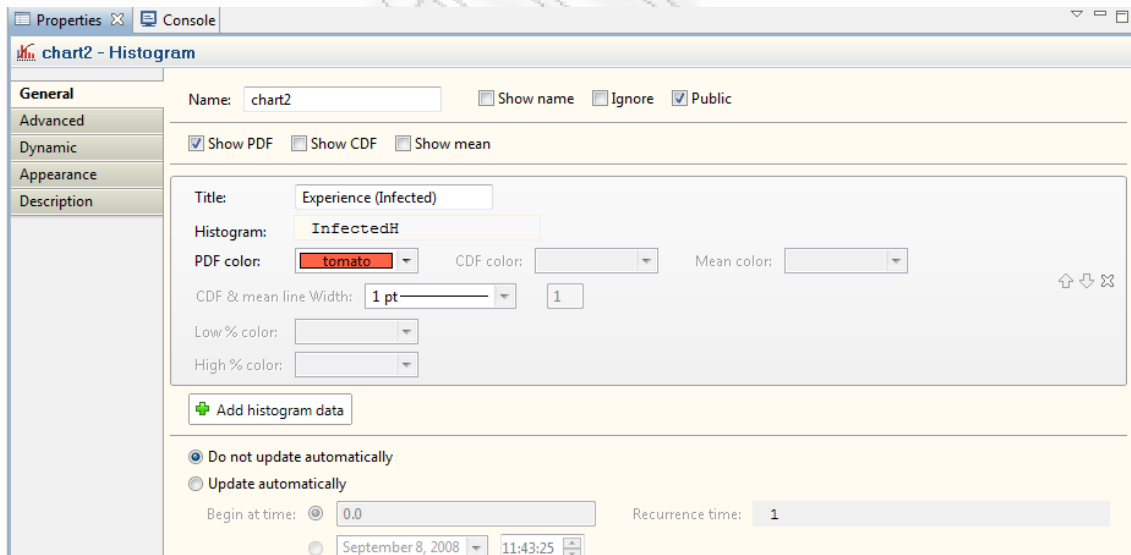 Properties Console
chart2 - Histogram
General
Advanced
Dynamic
Appearance
Description
Name: chart2 Show name Ignore Public
Show PDF Show CDF Show mean
Title: Experience (Infected)
Histogram: InfectedH
PDF color: tomato CDF color: Mean color:
CDF & mean line Width: 1 pt 1
Low % color:
High % color:
Add histogram data
Do not update automatically
Update automatically
Begin at time: 0.0 Recurrence time: 1
September 8, 2008 11:43:25